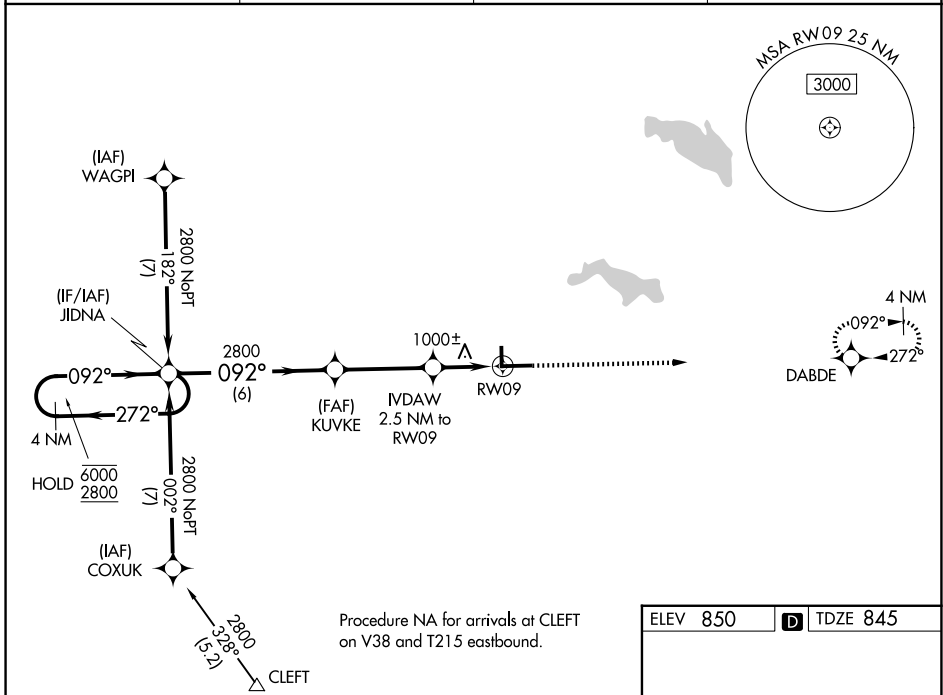 MSA RW09 25 NM
3000
(IAF)
WAGPI
2800 NoPT
182°
(7)
(IF/IAF)
JIDNA
092°
272°
4 NM
HOLD 6000
2800
2800
092°
(6)
(FAF)
KUVKE
1000±
IVDAW
2.5 NM to
RW09
RW09
4 NM
092°
272°
DABDE
2800 NoPT
002°
(7)
(IAF)
COXUK
2800
328°
(5.2)
CLEFT
Procedure NA for arrivals at CLEFT
on V38 and T215 eastbound.
ELEV 850 D TDZE 845